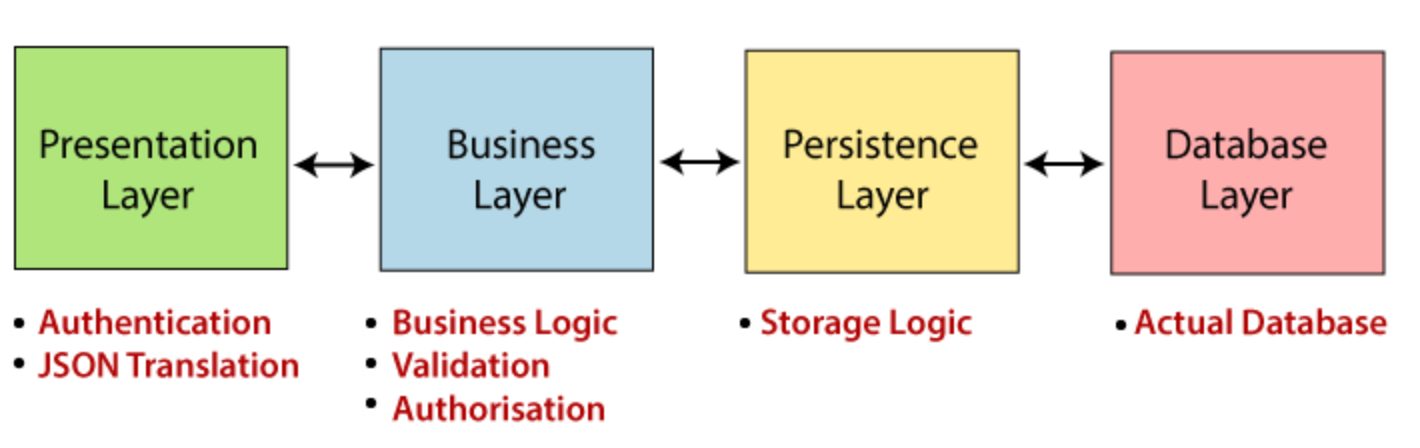 Presentation
Layer
Business
Layer
Persistence
Layer
Database
Layer
• Authentication
• JSON Translation
• Business Logic
• Validation
• Authorisation
• Storage Logic
• Actual Database